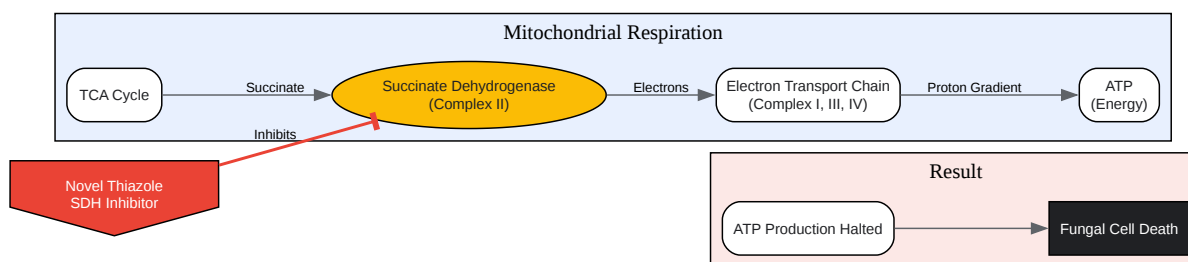 Mitochondrial Respiration
TCA Cycle
Succinate
Succinate Dehydrogenase
(Complex II)
Electrons
Electron Transport Chain
(Complex I, III, IV)
Proton Gradient
ATP
(Energy)
Inhibits
Novel Thiazole
SDH Inhibitor
Result
ATP Production Halted
Fungal Cell Death